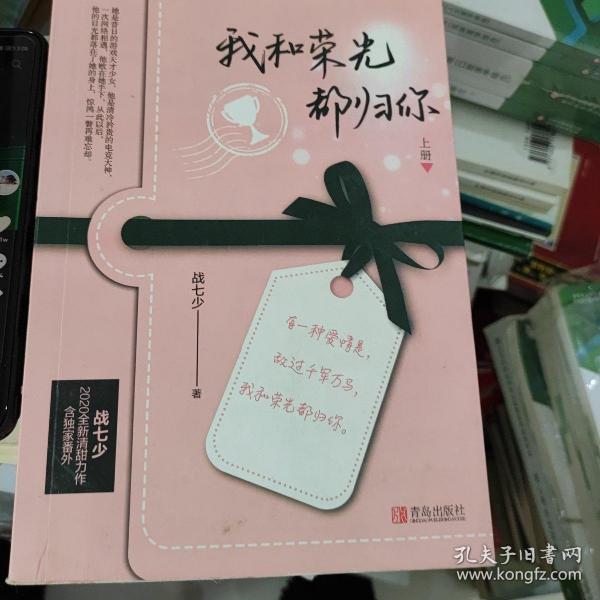 我和荣光
都归你
上册
她是昔日的游戏天才少女，他是清冷矜贵的电竞大神、
一次网络相遇，他败在她手下。从此以后，
他的目光都落在了她的身上，惊鸿一瞥再难忘却。
战七少
著
有一种爱情是，
敌过千军万马，
我和荣光都归你。
战七少
2020全新清甜力作
含独家番外
青岛出版社
QINGDAO PUBLISHING HOUSE
孔夫子旧书网
www.kongfz.com